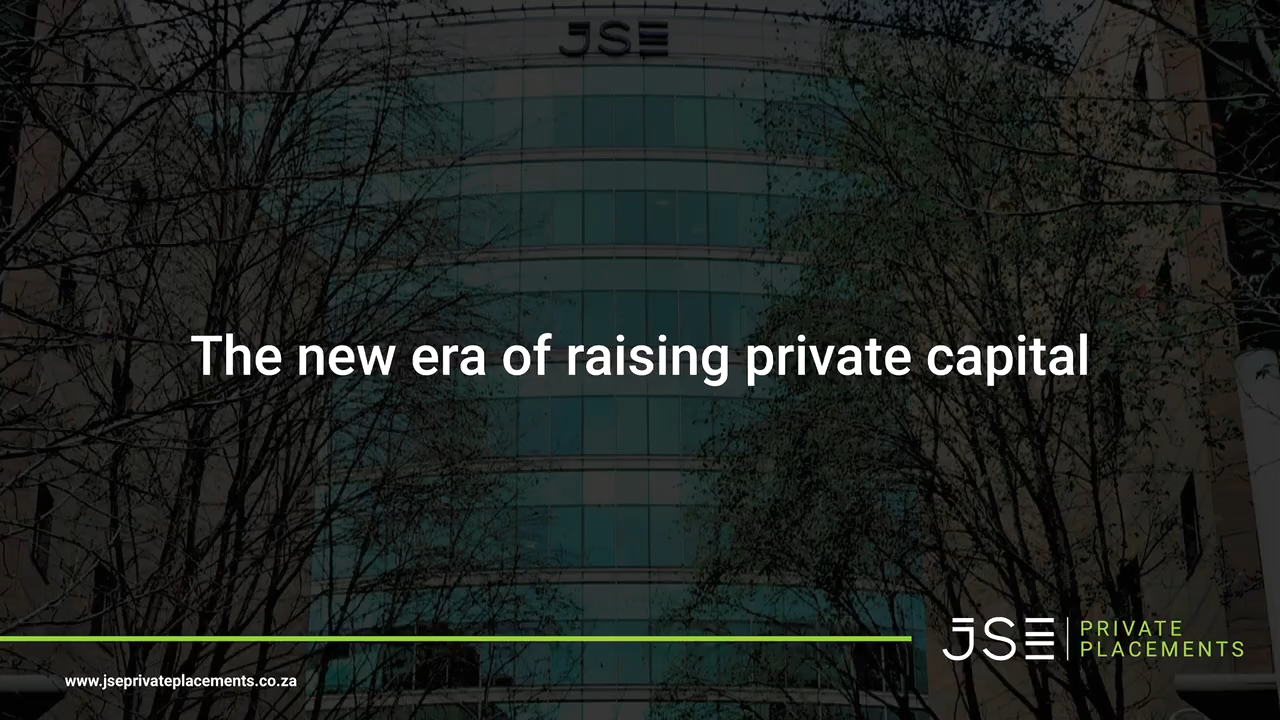 JSE
The new era of raising private capital
JSE PRIVATE
PLACEMENTS
www.jseprivateplacements.co.za